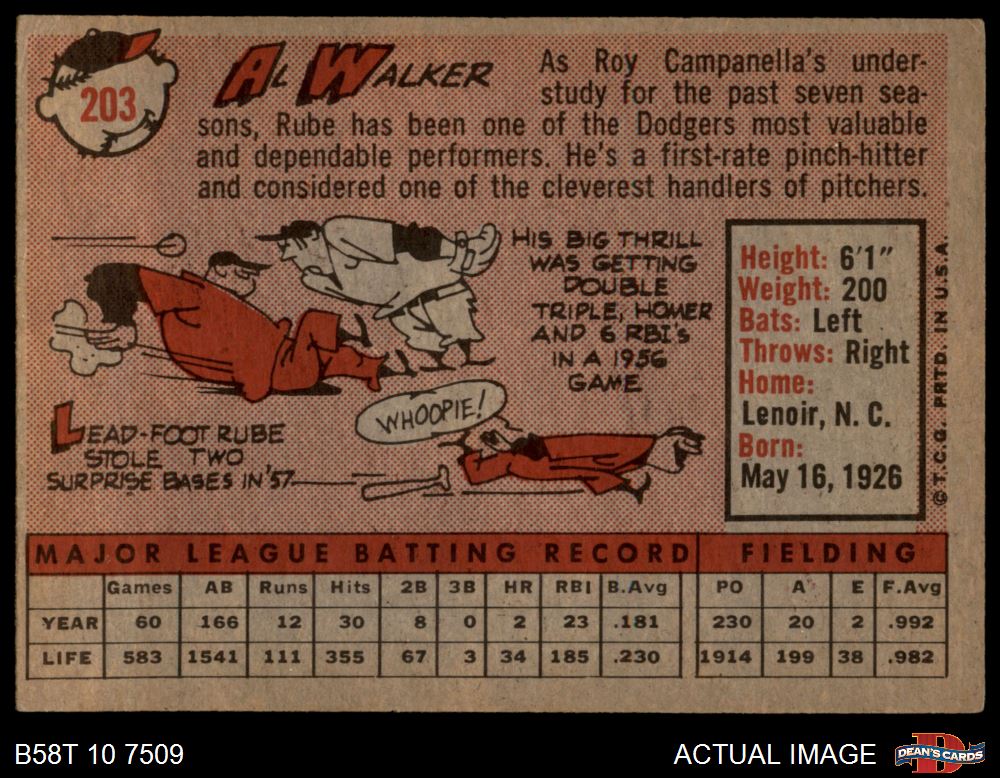 203
AL WALKER
As Roy Campanella's under-
study for the past seven sea-
sons, Rube has been one of the Dodgers most valuable
and dependable performers. He's a first-rate pinch-hitter
and considered one of the cleverest handlers of pitchers.
HIS BIG THRILL
WAS GETTING
DOUBLE
TRIPLE, HOMER
AND 6 RBI'S
IN A 1956
GAME
LEAD-FOOT RUBE
STOLE TWO
SURPRISE BASES IN '57
WHOOPIE!
Height: 6'1"
Weight: 200
Bats: Left
Throws: Right
Home:
Lenoir, N. C.
Born:
May 16, 1926
© T.C.G. PRTD. IN U.S.A.
MAJOR LEAGUE BATTING RECORD FIELDING
Games AB Runs Hits 2B 3B HR RBI B.Avg PO A E F.Avg
YEAR 60 166 12 30 8 0 2 23 .181 230 20 2 .992
LIFE 583 1541 111 355 67 3 34 185 .230 1914 199 38 .982
B58T 10 7509
ACTUAL IMAGE
DEAN'S CARDS